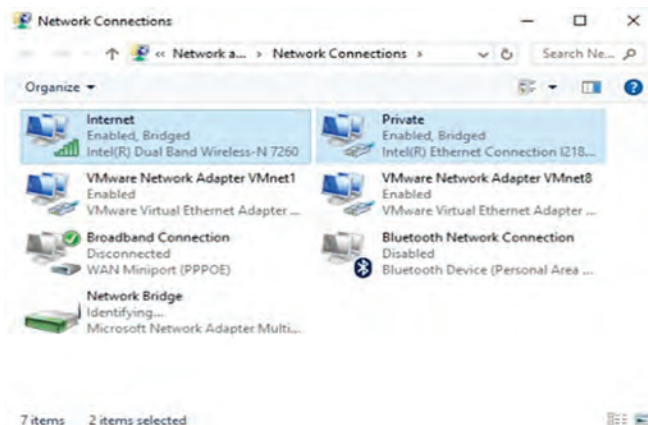 Network Connections
« Network a... › Network Connections ›
Search Ne...
Organize
Internet
Enabled, Bridged
Intel(R) Dual Band Wireless-N 7260
Private
Enabled, Bridged
Intel(R) Ethernet Connection I218...
VMware Network Adapter VMnet1
Enabled
VMware Virtual Ethernet Adapter ...
VMware Network Adapter VMnet8
Enabled
VMware Virtual Ethernet Adapter ...
Broadband Connection
Disconnected
WAN Miniport (PPPOE)
Bluetooth Network Connection
Disabled
Bluetooth Device (Personal Area ...
Network Bridge
Identifying...
Microsoft Network Adapter Multi...
7 items 2 items selected